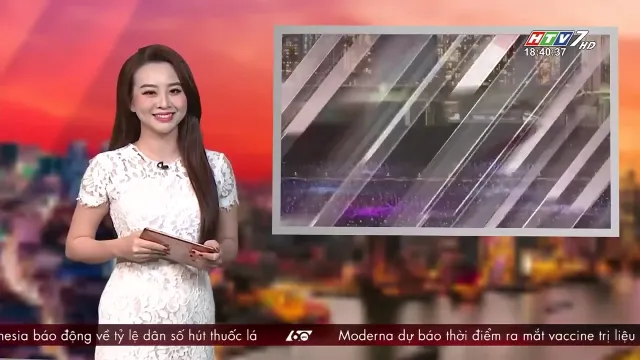 HTV7 HD
18:40:37
nesia báo động về tỷ lệ dân số hút thuốc lá
60
Moderna dự báo thời điểm ra mắt vaccine trị liệu